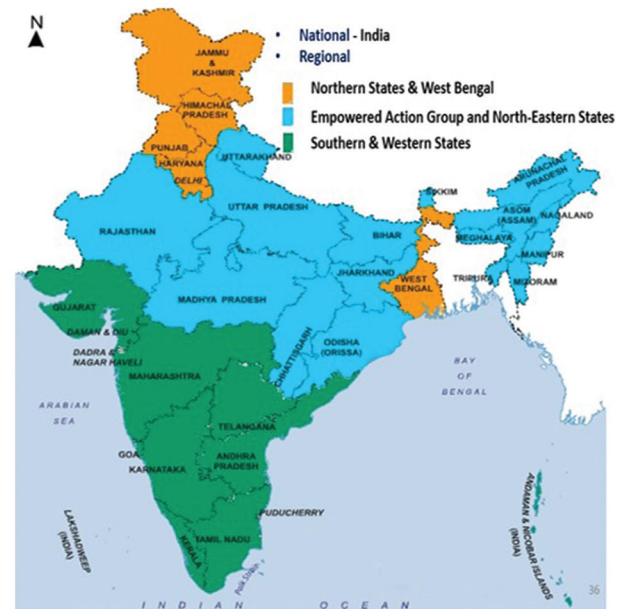 N
• National - India
• Regional
Northern States & West Bengal
Empowered Action Group and North-Eastern States
Southern & Western States
JAMMU
&
KASHMIR
HIMACHAL
PRADESH
PUNJAB
HARYANA
DELHI
UTTARAKHAND
ARUNACHAL
PRADESH
SIKKIM
UTTAR PRADESH
ASOM
(ASSAM)
NAGALAND
RAJASTHAN
BIHAR
MEGHALAYA
MANIPUR
JHARKHAND
WEST
BENGAL
TRIPURA
MIZORAM
MADHYA PRADESH
GUJARAT
CHHATTISGARH
ODISHA
(ORISSA)
DAMAN & DIU
DADRA &
NAGAR HAVELI
MAHARASHTRA
BAY
OF
BENGAL
ARABIAN
SEA
TELANGANA
GOA
KARNATAKA
ANDHRA
PRADESH
PUDUCHERRY
LAKSHADWEEP
(INDIA)
KERALA
TAMIL NADU
ANDAMAN & NICOBAR ISLANDS
(INDIA)
Palk Strait
36
INDIAN OCEAN